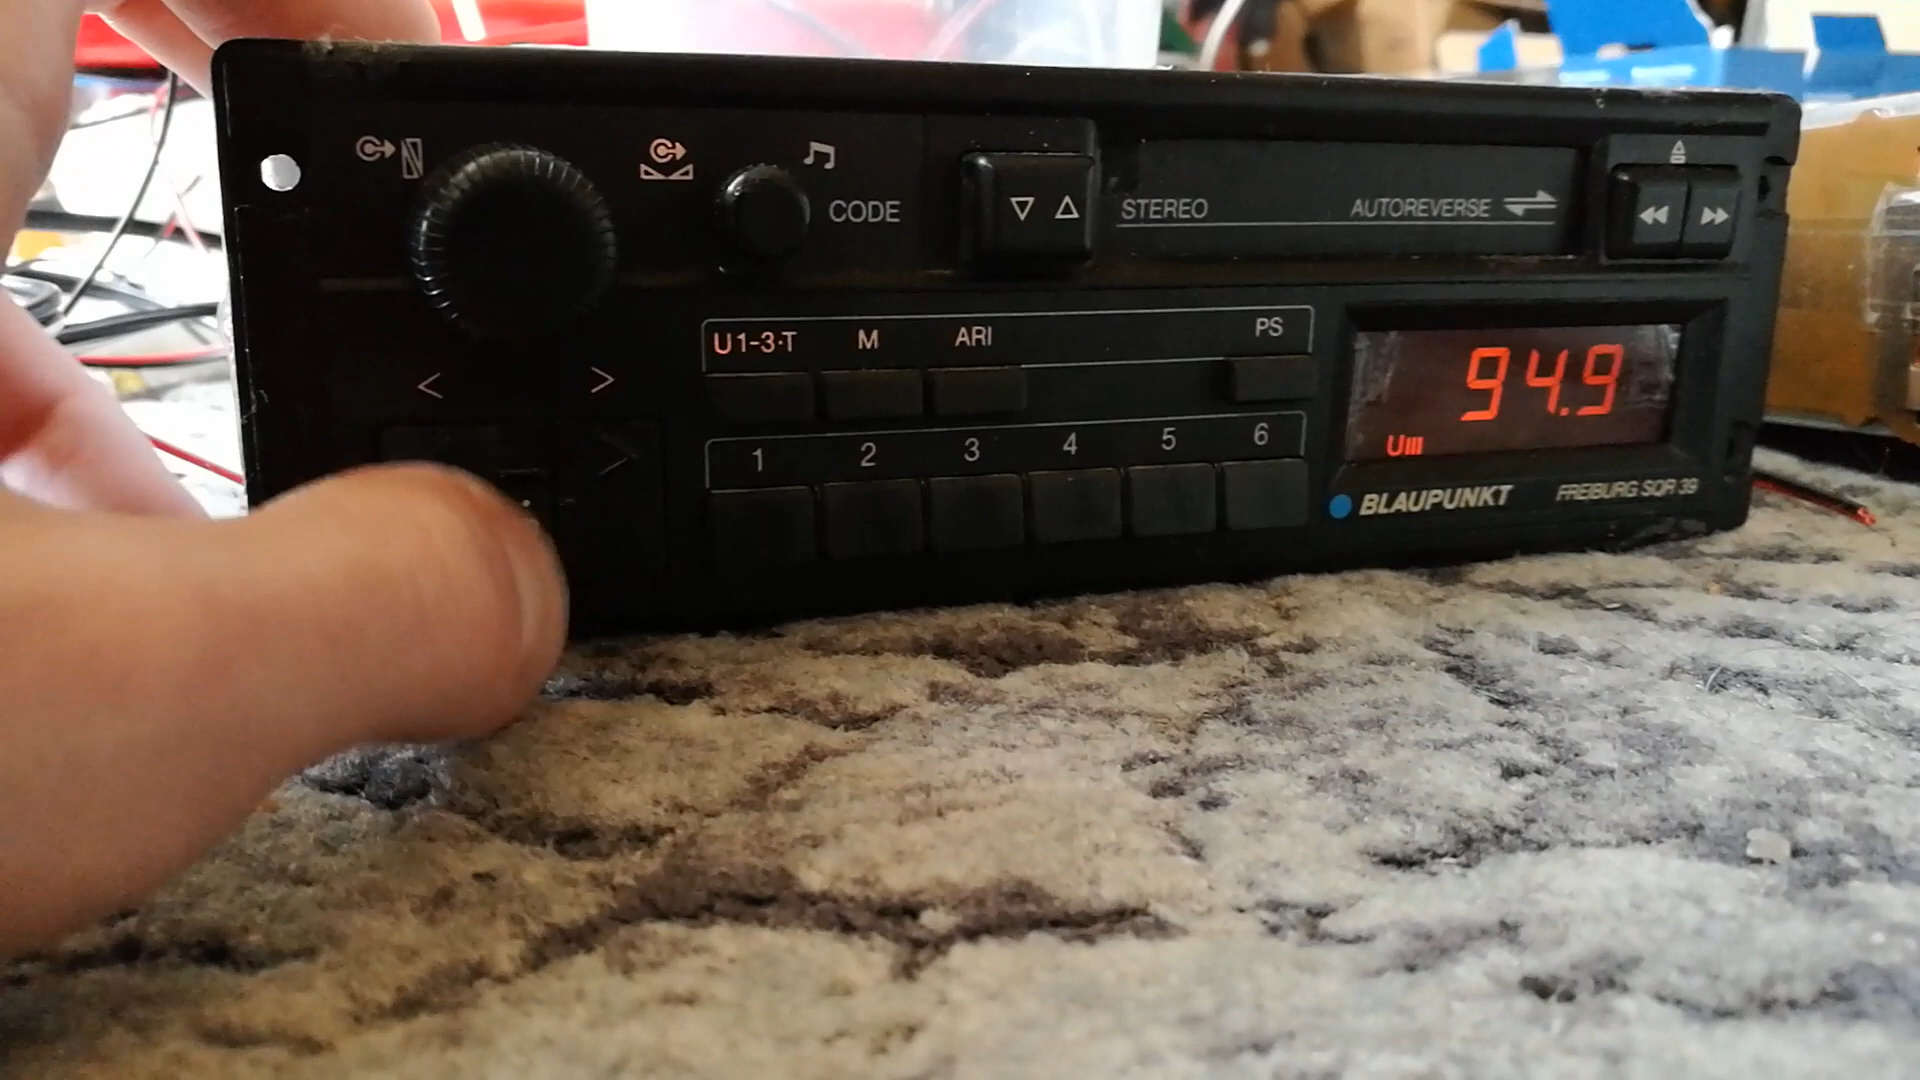 CODE
STEREO AUTOREVERSE
U1-3·T M ARI PS
94.9
UIII
1 2 3 4 5 6
BLAUPUNKT FREIBURG SQR 39